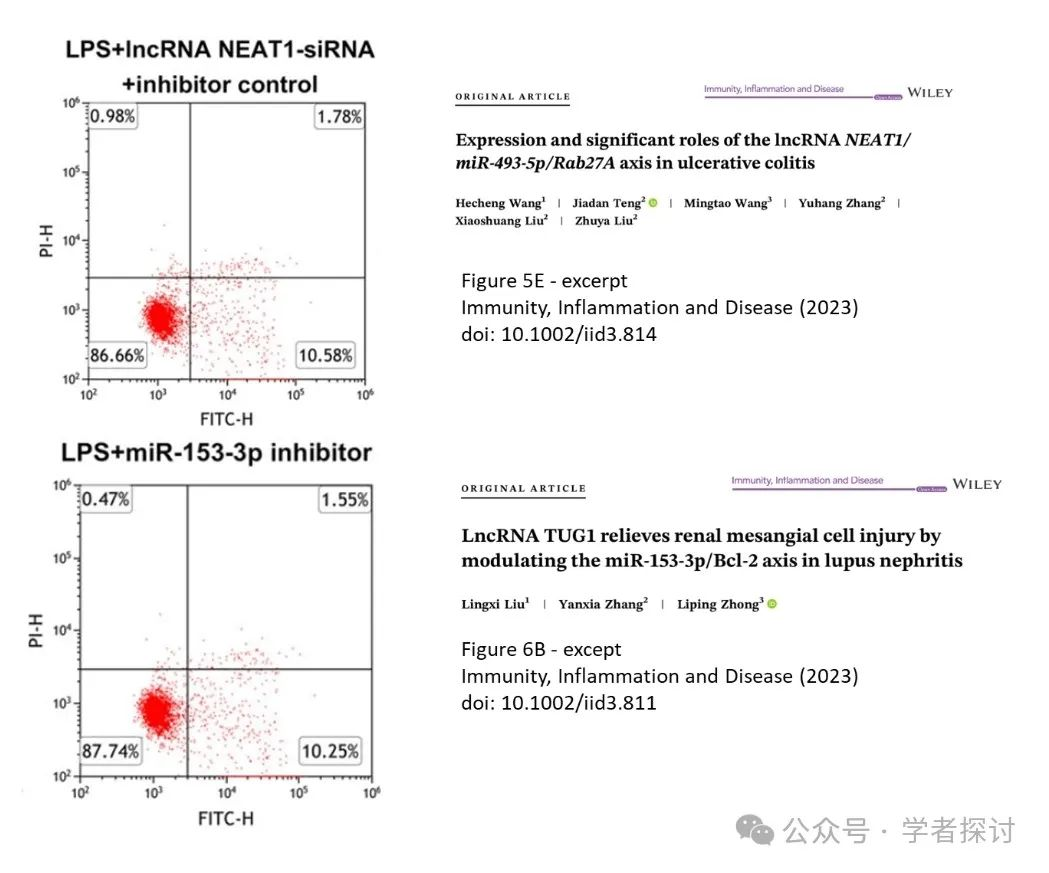 LPS+lncRNA NEAT1-siRNA
+inhibitor control
10⁶
0.98%
1.78%
10⁵
10⁴
PI-H
10³
86.66%
10.58%
10²
10² 10³ 10⁴ 10⁵ 10⁶
FITC-H
ORIGINAL ARTICLE
Immunity, Inflammation and Disease
Open Access
WILEY
Expression and significant roles of the lncRNA NEAT1/
miR-493-5p/Rab27A axis in ulcerative colitis
Hecheng Wang¹ | Jiadan Teng² iD | Mingtao Wang³ | Yuhang Zhang² |
Xiaoshuang Liu² | Zhuya Liu²
Figure 5E - excerpt
Immunity, Inflammation and Disease (2023)
doi: 10.1002/iid3.814
LPS+miR-153-3p inhibitor
10⁶
0.47%
1.55%
10⁵
10⁴
PI-H
10³
87.74%
10.25%
10²
10² 10³ 10⁴ 10⁵ 10⁶
FITC-H
ORIGINAL ARTICLE
Immunity, Inflammation and Disease
Open Access
WILEY
LncRNA TUG1 relieves renal mesangial cell injury by
modulating the miR-153-3p/Bcl-2 axis in lupus nephritis
Lingxi Liu¹ | Yanxia Zhang² | Liping Zhong³ iD
Figure 6B - except
Immunity, Inflammation and Disease (2023)
doi: 10.1002/iid3.811
公众号 · 学者探讨